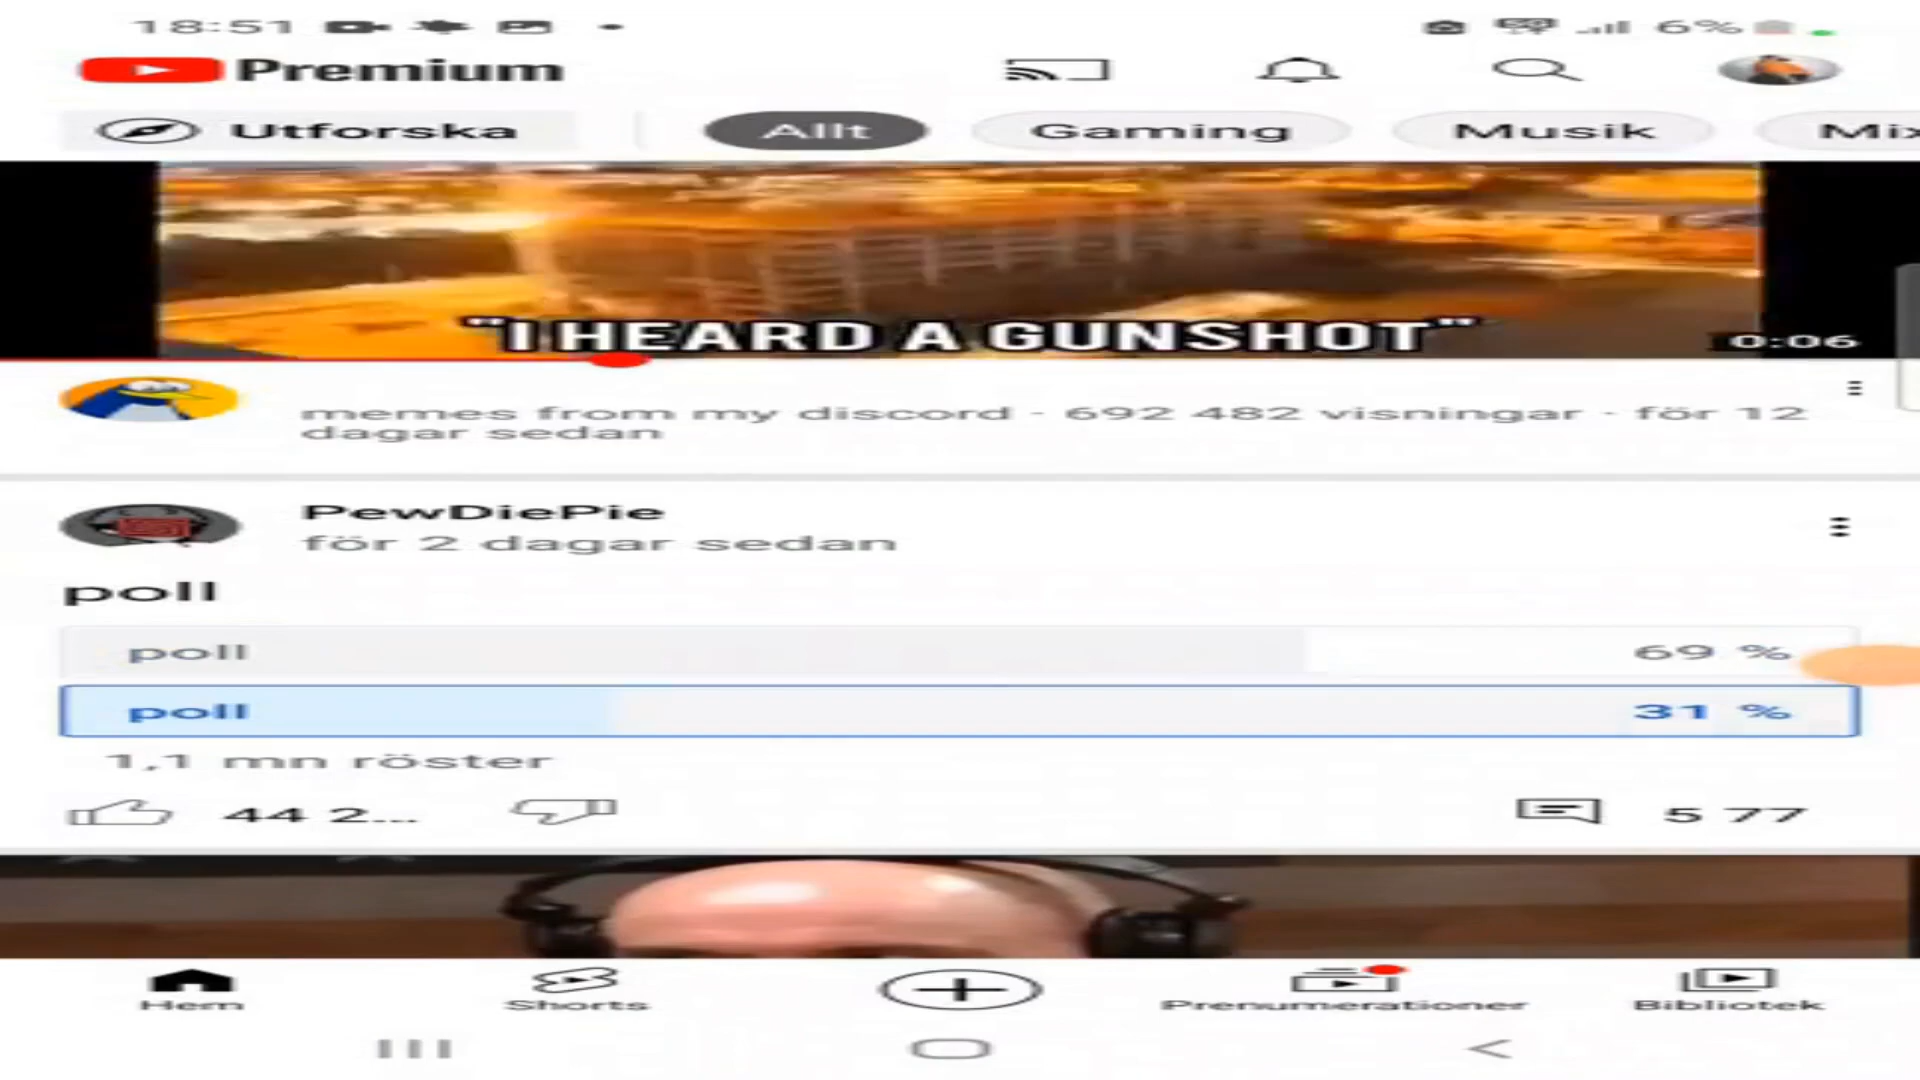 18:51 6%
Premium
Utforska Allt Gaming Musik Mix
"I HEARD A GUNSHOT"
0:06
memes from my discord · 692 482 visningar · för 12
dagar sedan
PewDiePie
för 2 dagar sedan
poll
poll 69 %
poll 31 %
1,1 mn röster
44 2... 5 77
Hem Shorts Prenumerationer Bibliotek